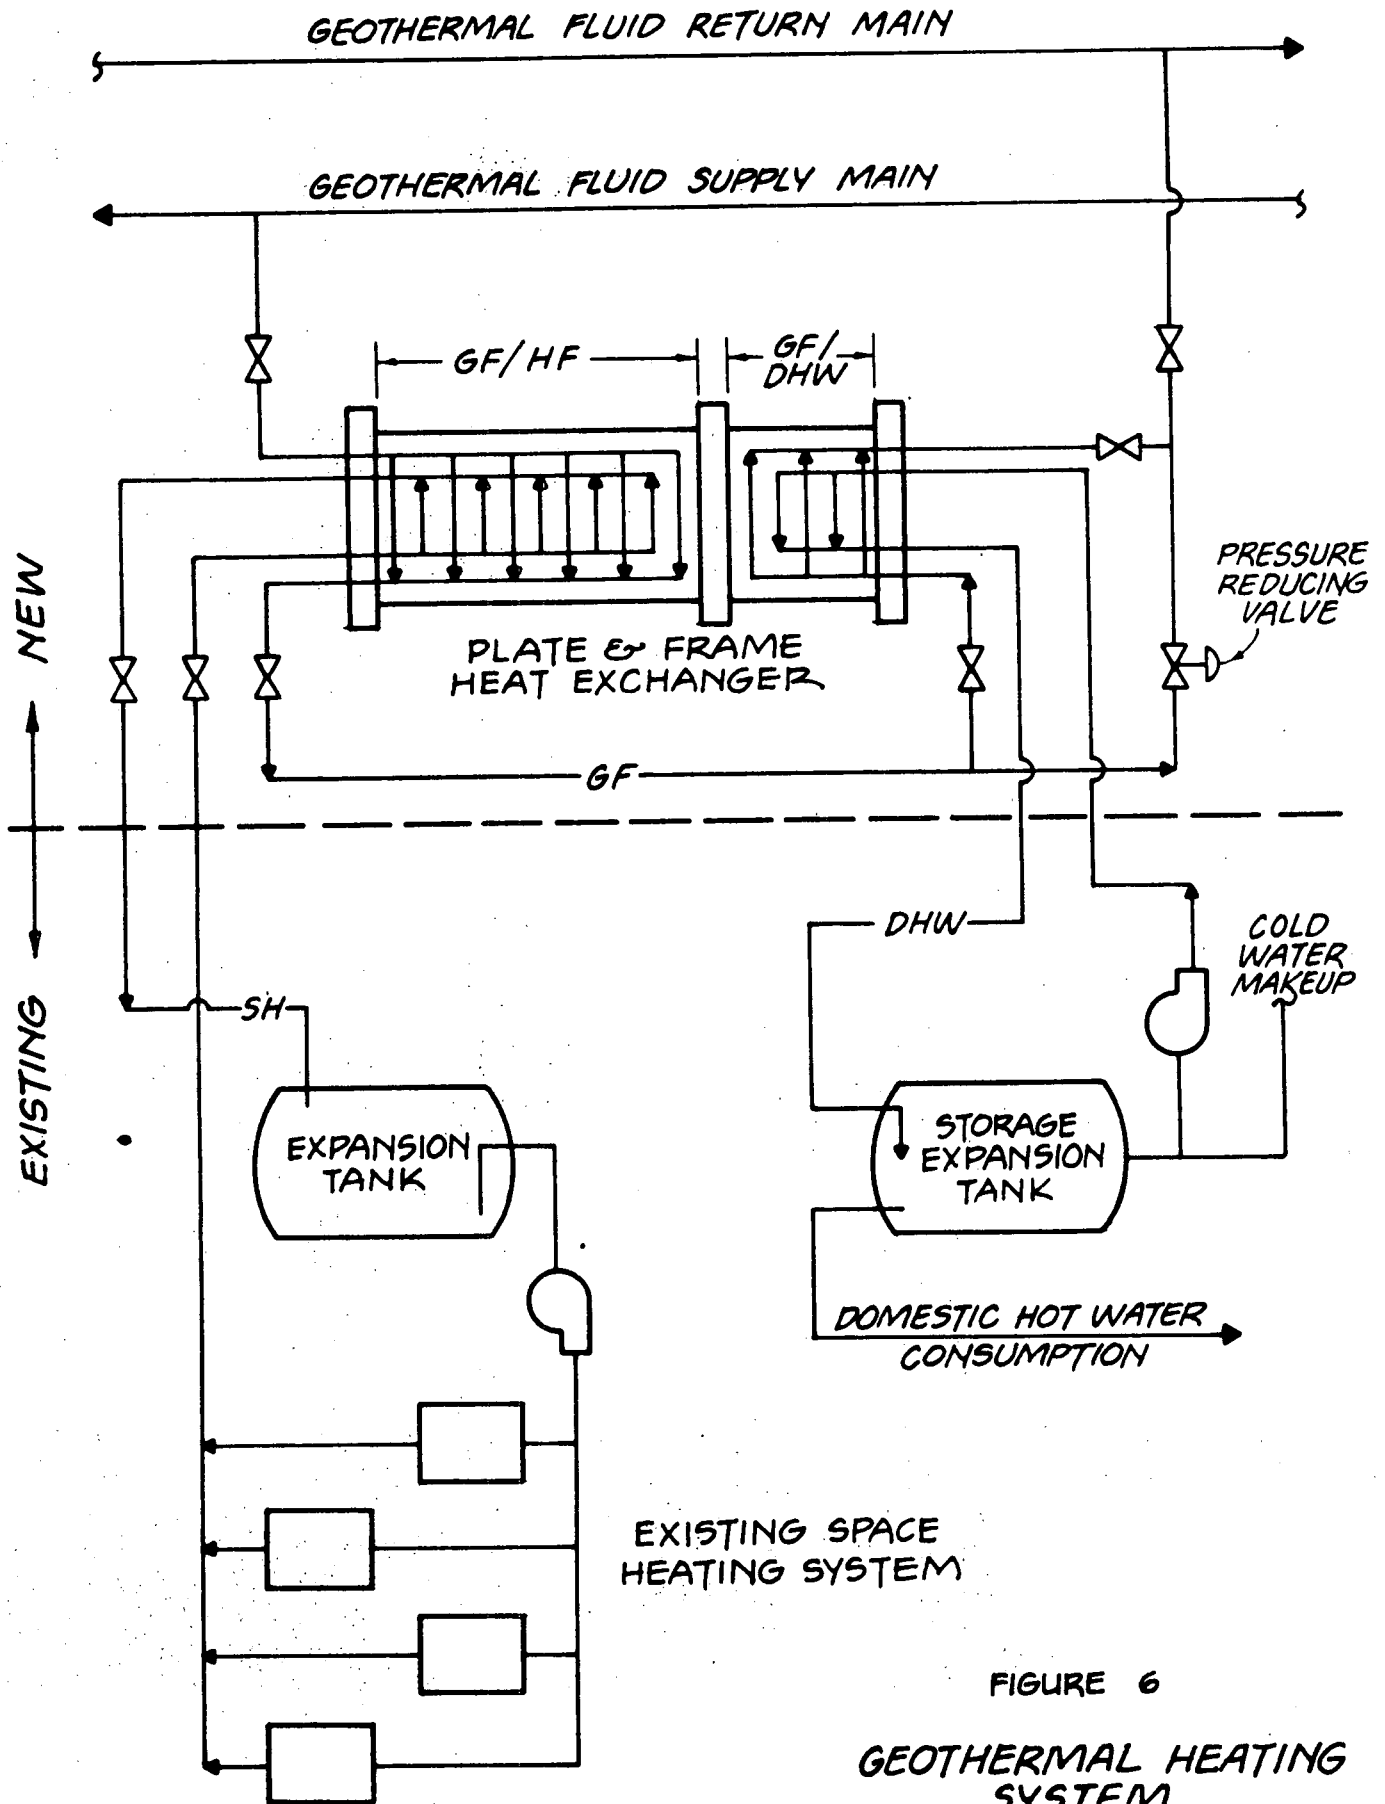 GEOTHERMAL FLUID RETURN MAIN
GEOTHERMAL FLUID SUPPLY MAIN
GF/HF
GF/
DHW
PLATE & FRAME
HEAT EXCHANGER
PRESSURE
REDUCING
VALVE
NEW
GF
EXISTING
DHW
COLD
WATER
MAKEUP
SH
EXPANSION
TANK
STORAGE
EXPANSION
TANK
DOMESTIC HOT WATER
CONSUMPTION
EXISTING SPACE
HEATING SYSTEM
FIGURE 6
GEOTHERMAL HEATING
SYSTEM